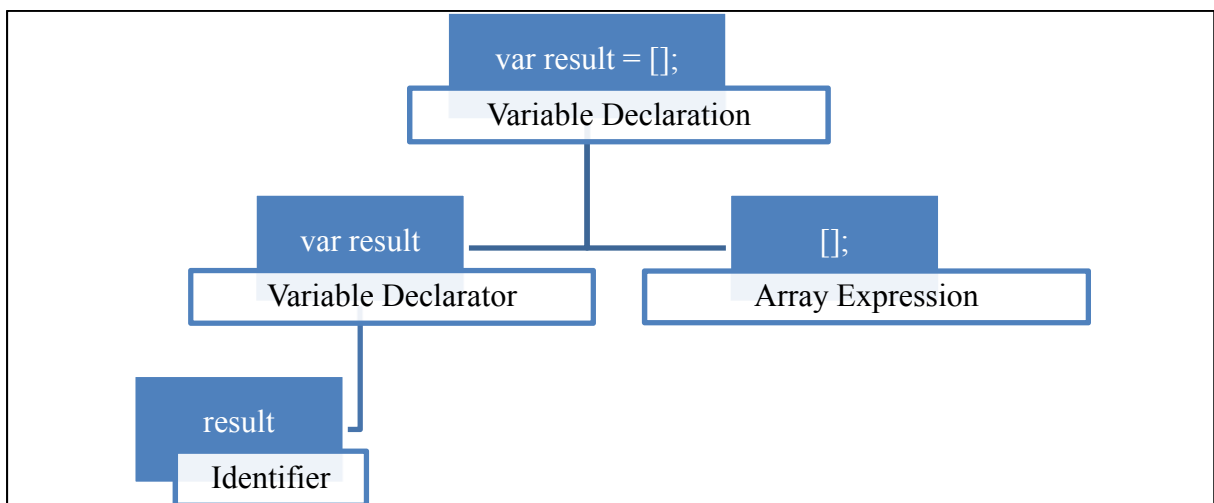 var result = [];
Variable Declaration
var result
Variable Declarator
[];
Array Expression
result
Identifier